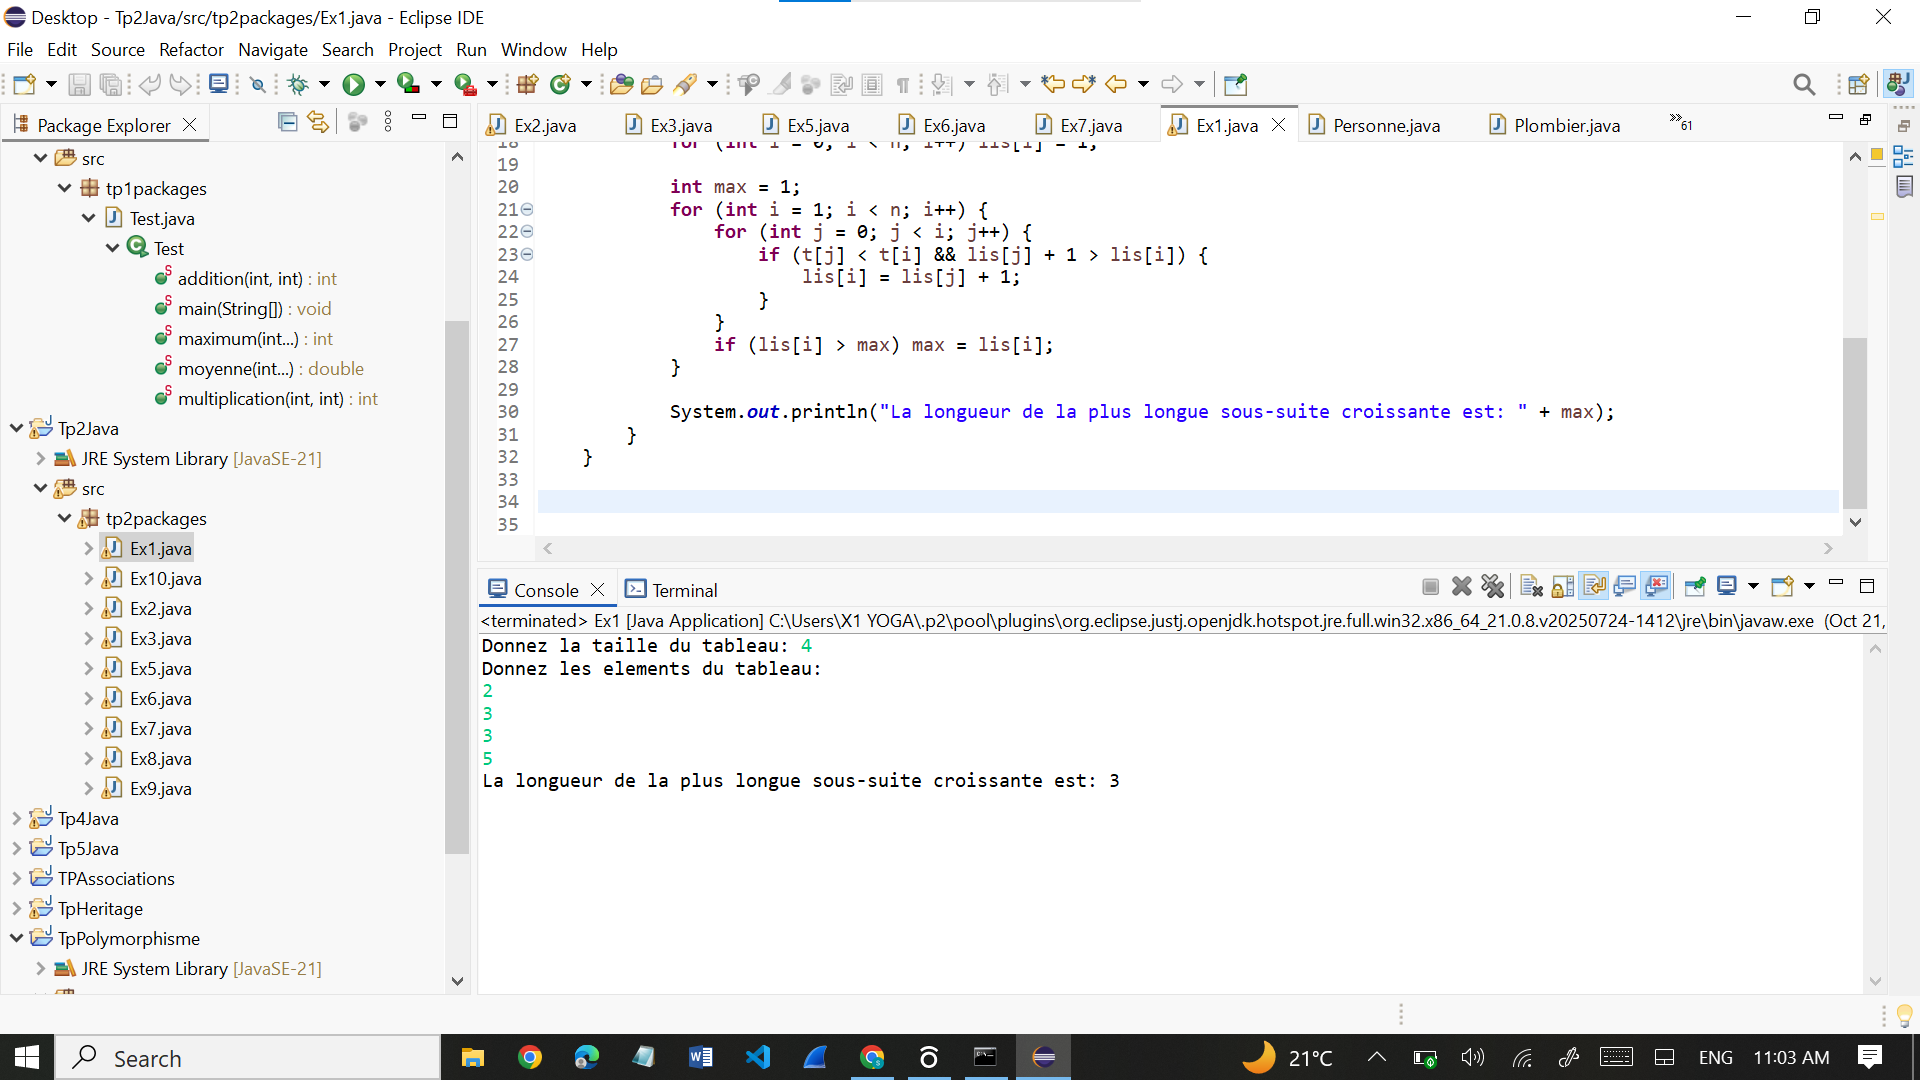 Desktop - Tp2Java/src/tp2packages/Ex1.java - Eclipse IDE
File Edit Source Refactor Navigate Search Project Run Window Help
Package Explorer
src
tp1packages
Test.java
Test
addition(int, int) : int
main(String[]) : void
maximum(int...) : int
moyenne(int...) : double
multiplication(int, int) : int
Tp2Java
JRE System Library [JavaSE-21]
src
tp2packages
Ex1.java
Ex10.java
Ex2.java
Ex3.java
Ex5.java
Ex6.java
Ex7.java
Ex8.java
Ex9.java
Tp4Java
Tp5Java
TPAssociations
TpHeritage
TpPolymorphisme
JRE System Library [JavaSE-21]
Ex2.java Ex3.java Ex5.java Ex6.java Ex7.java Ex1.java Personne.java Plombier.java »61
18 for (int i = 0; i < n; i++) lis[i] = 1;
19
20 int max = 1;
21 for (int i = 1; i < n; i++) {
22 for (int j = 0; j < i; j++) {
23 if (t[j] < t[i] && lis[j] + 1 > lis[i]) {
24 lis[i] = lis[j] + 1;
25 }
26 }
27 if (lis[i] > max) max = lis[i];
28 }
29
30 System.out.println("La longueur de la plus longue sous-suite croissante est: " + max);
31 }
32 }
33
34
35
Console Terminal
<terminated> Ex1 [Java Application] C:\Users\X1 YOGA\.p2\pool\plugins\org.eclipse.justj.openjdk.hotspot.jre.full.win32.x86_64_21.0.8.v20250724-1412\jre\bin\javaw.exe (Oct 21,
Donnez la taille du tableau: 4
Donnez les elements du tableau:
2
3
3
5
La longueur de la plus longue sous-suite croissante est: 3
Search
21°C
ENG
11:03 AM